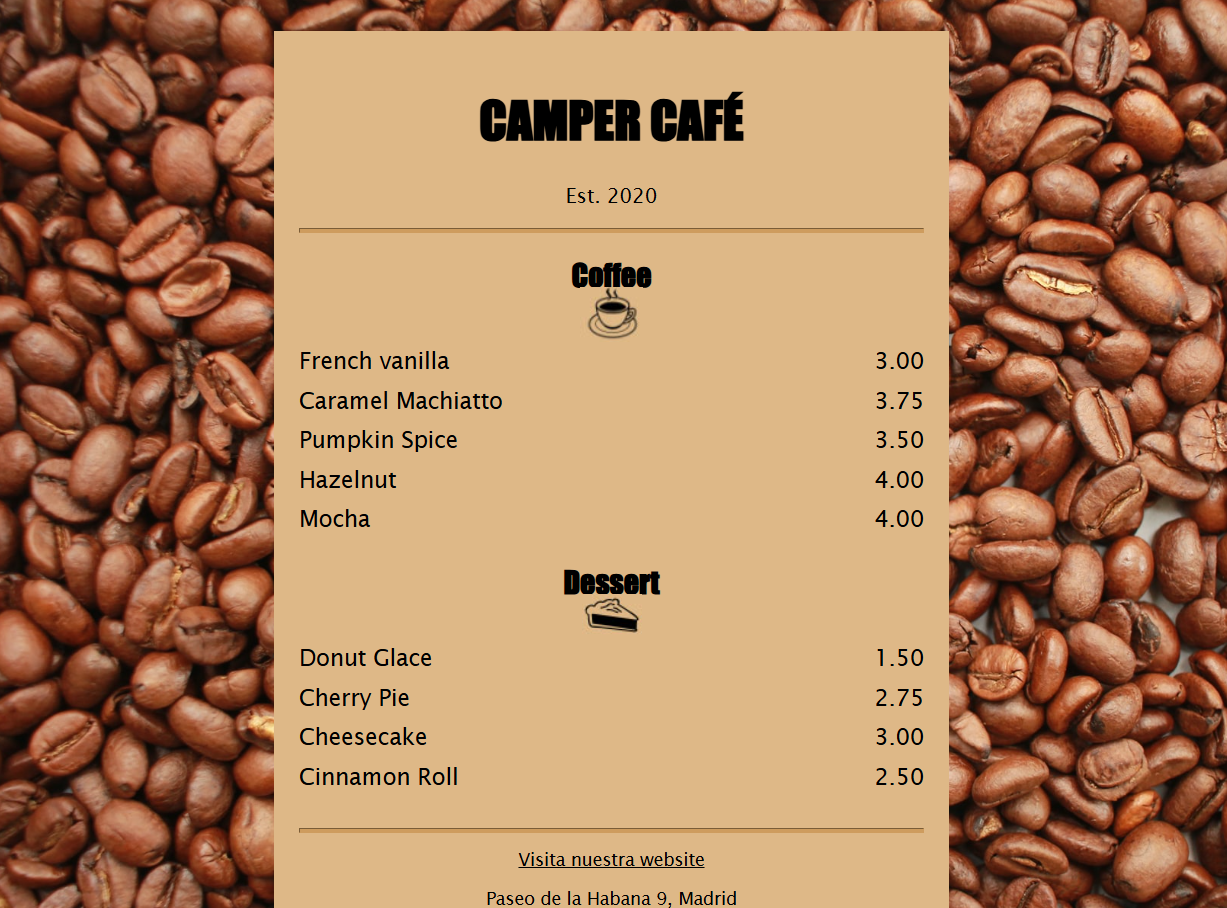 CAMPER CAFÉ
Est. 2020
Coffee
French vanilla 3.00
Caramel Machiatto 3.75
Pumpkin Spice 3.50
Hazelnut 4.00
Mocha 4.00
Dessert
Donut Glace 1.50
Cherry Pie 2.75
Cheesecake 3.00
Cinnamon Roll 2.50
Visita nuestra website
Paseo de la Habana 9, Madrid